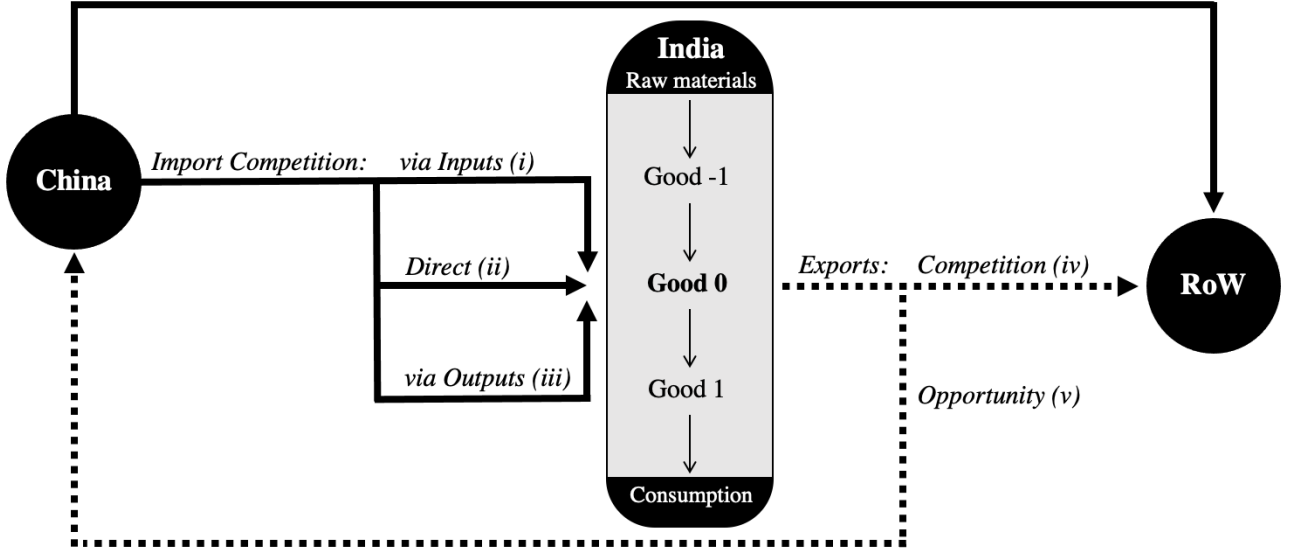 India
Raw materials
China
Import Competition:
via Inputs (i)
Good -1
Direct (ii)
Good 0
Exports:
Competition (iv)
RoW
via Outputs (iii)
Good 1
Opportunity (v)
Consumption